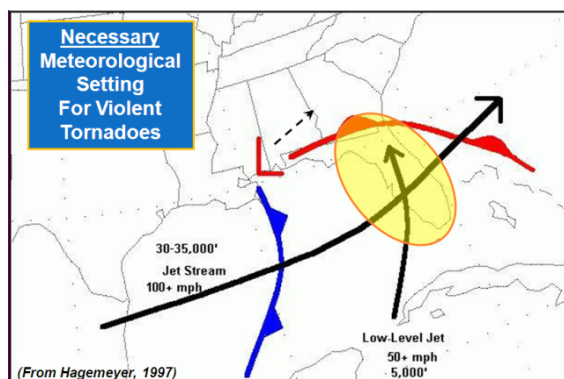 Necessary
Meteorological
Setting
For Violent
Tornadoes
L
30-35,000'
Jet Stream
100+ mph
Low-Level Jet
50+ mph
5,000'
(From Hagemeyer, 1997)